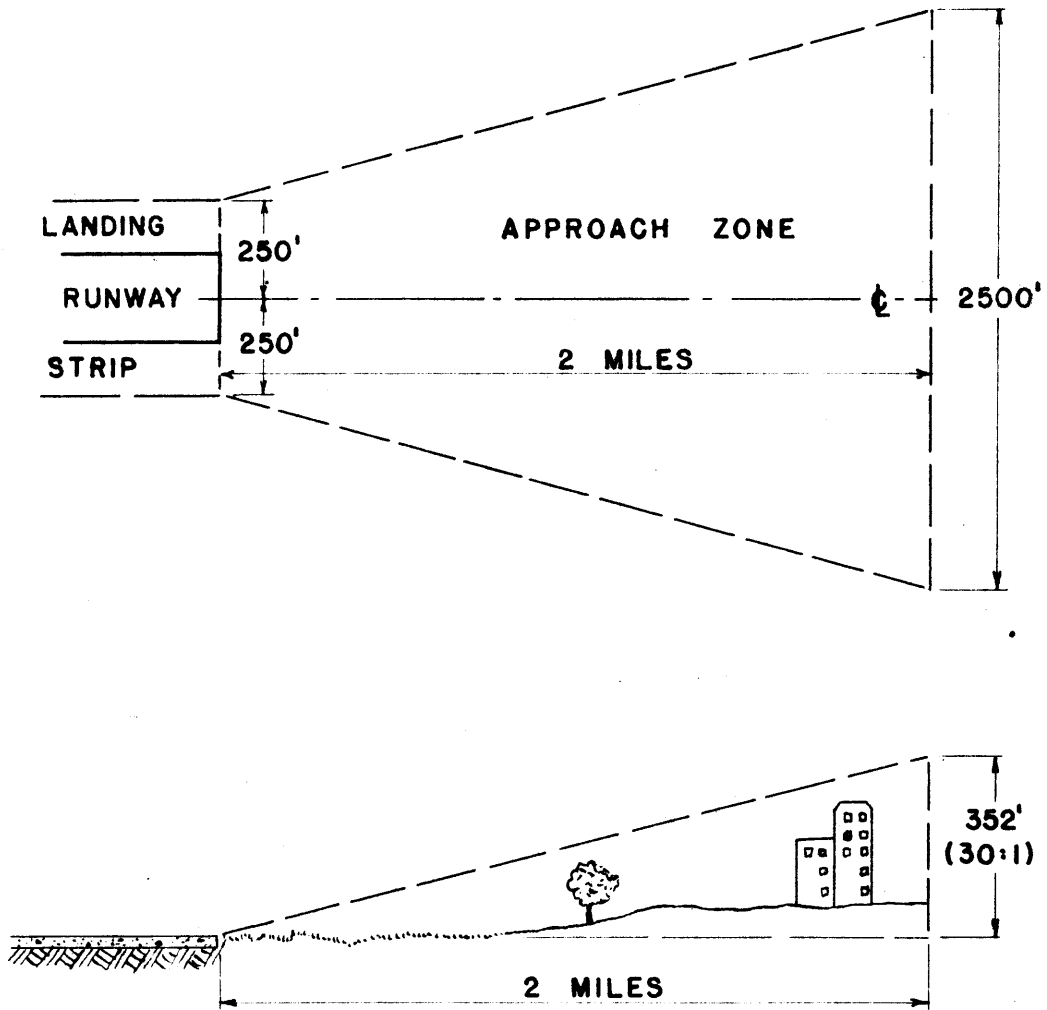 LANDING
250'
APPROACH ZONE
RUNWAY
℄
2500'
250'
STRIP
2 MILES
352'
(30:1)
2 MILES